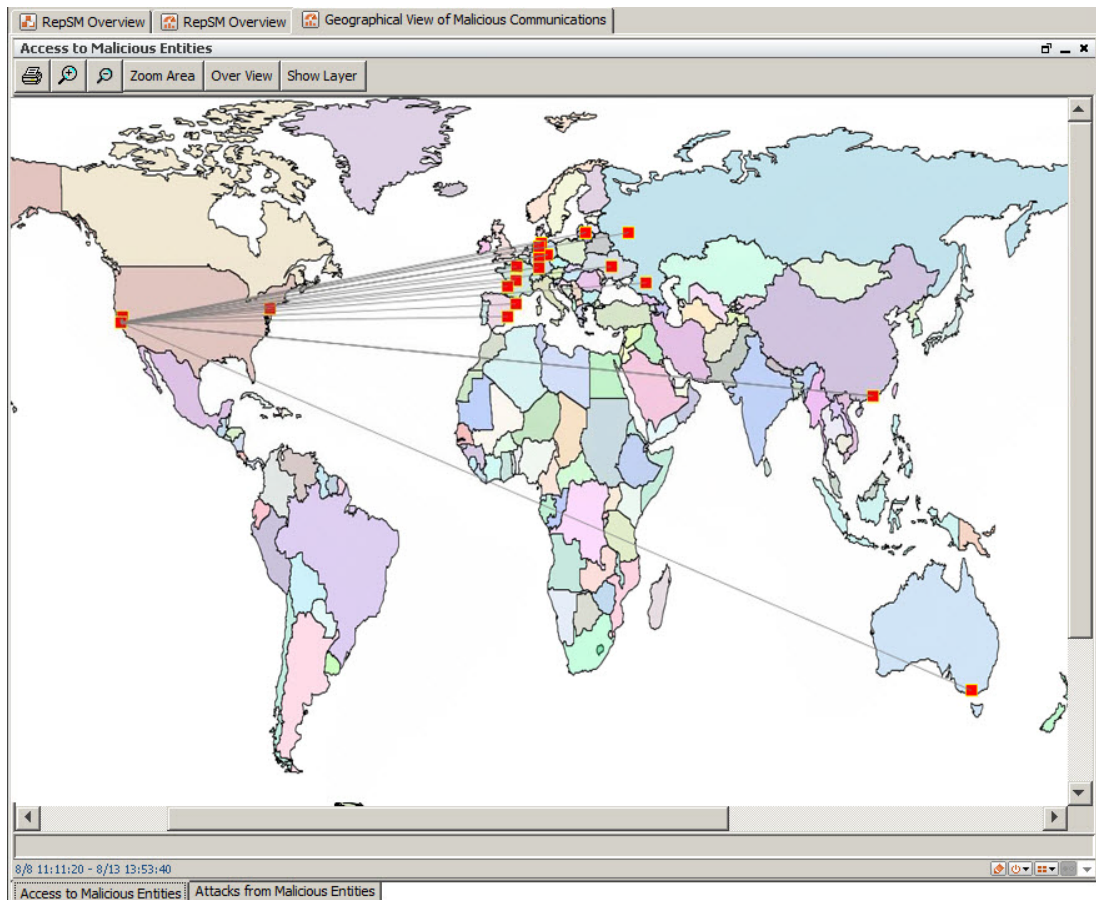 RepSM Overview
RepSM Overview
Geographical View of Malicious Communications
Access to Malicious Entities
Zoom Area
Over View
Show Layer
8/8 11:11:20 - 8/13 13:53:40
Access to Malicious Entities
Attacks from Malicious Entities